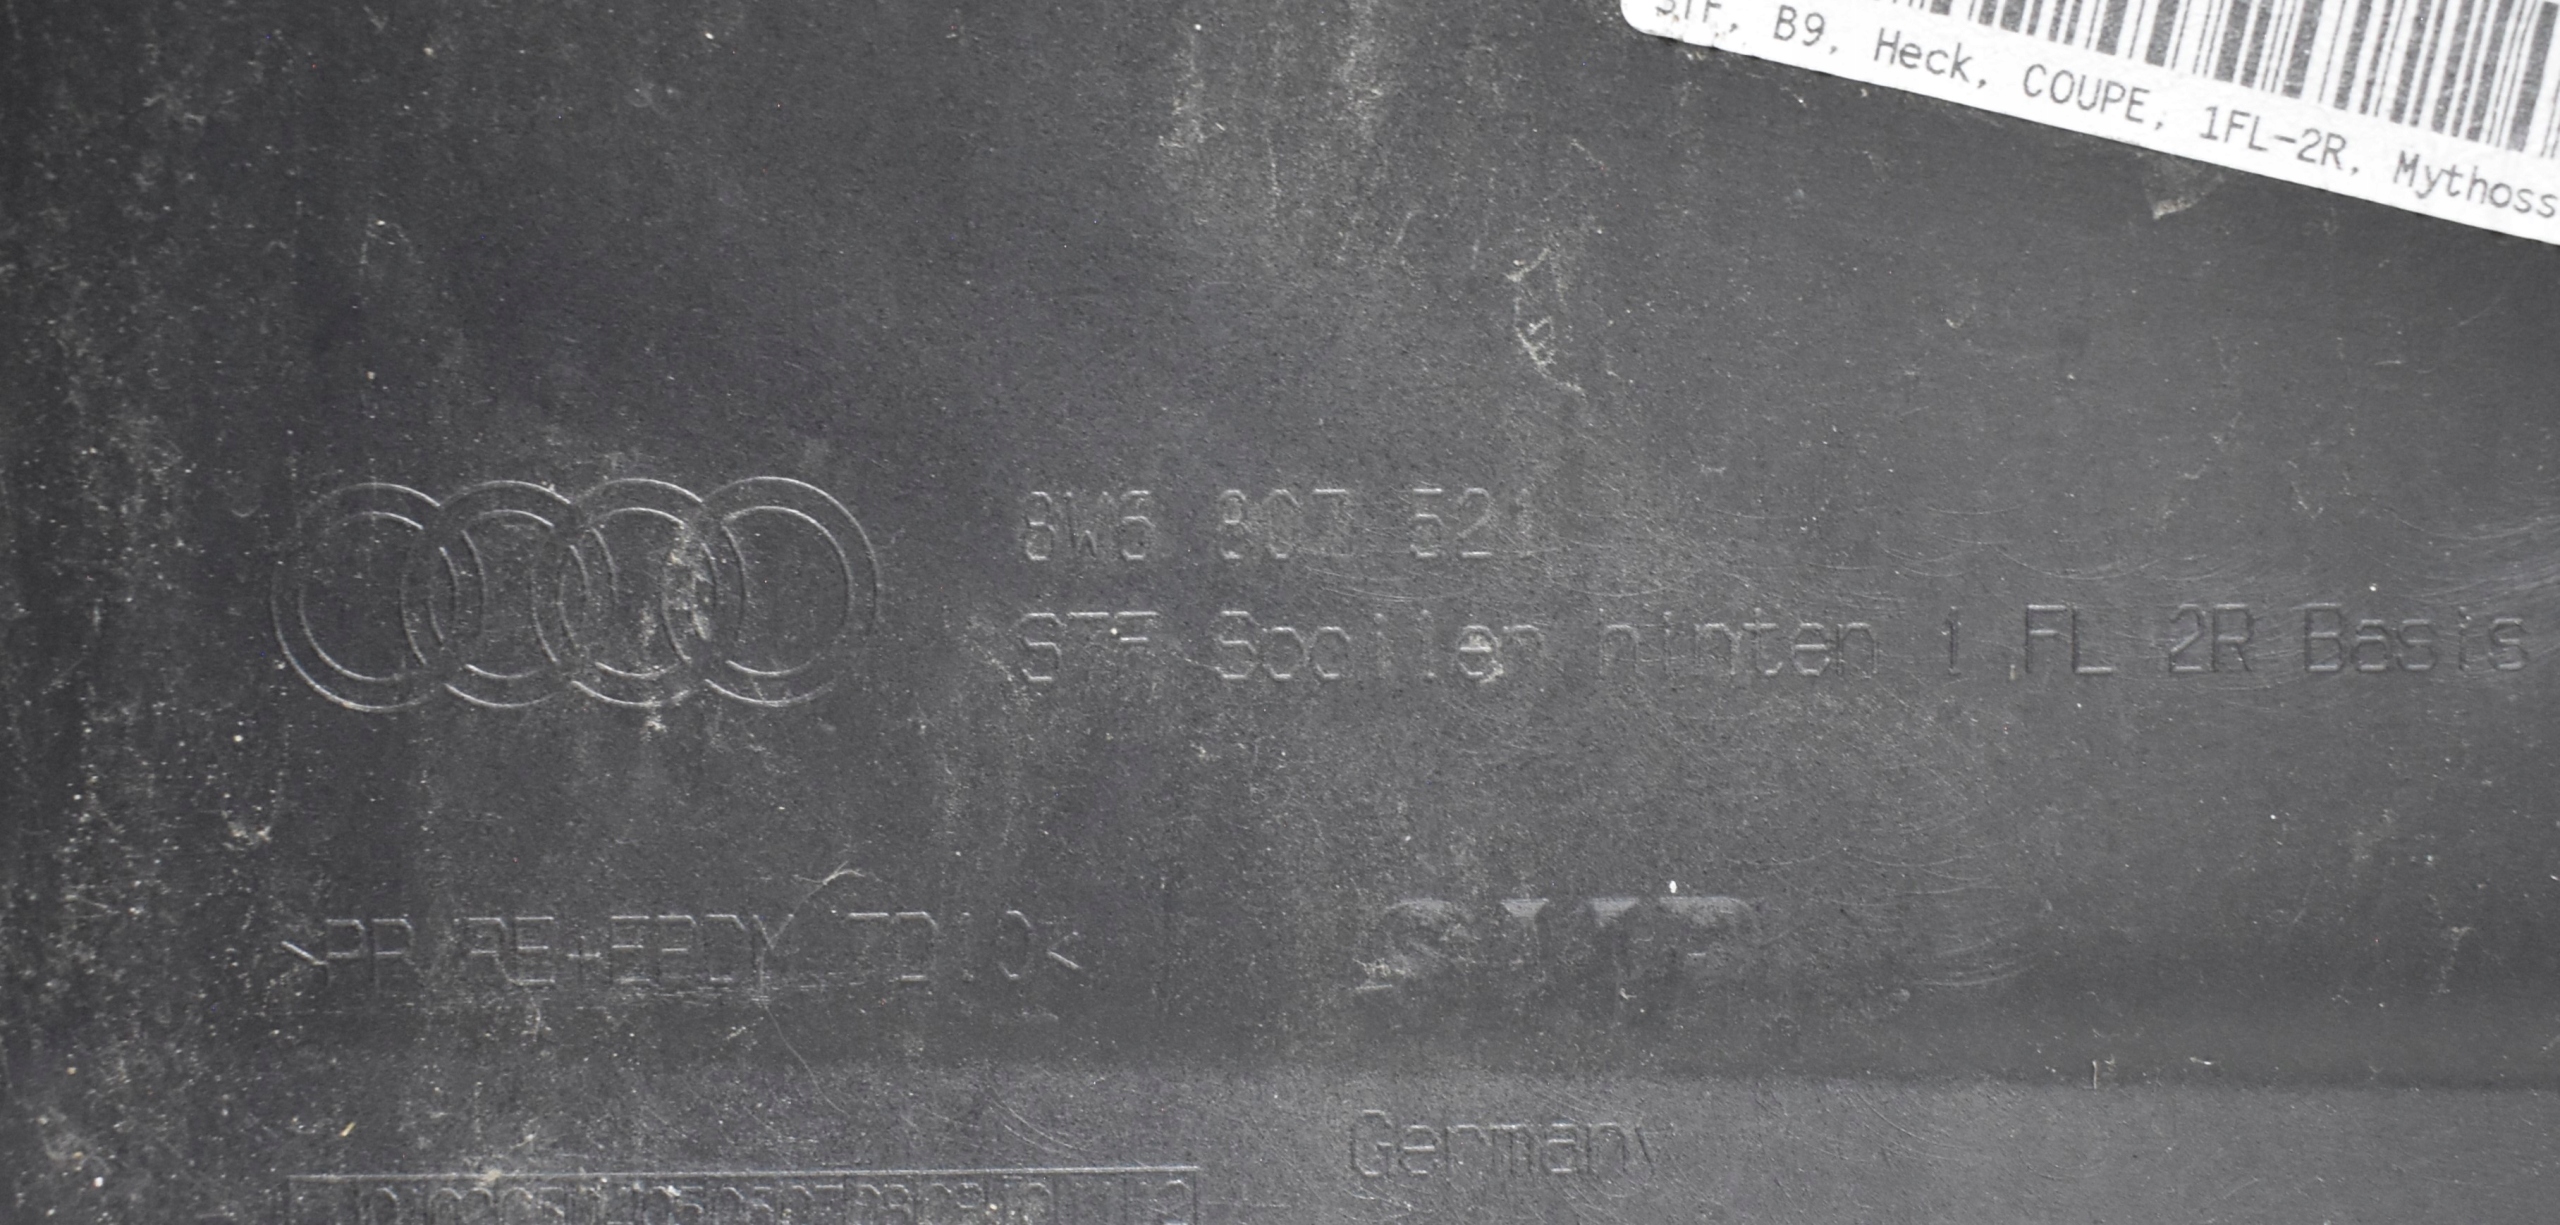 STF, B9, Heck, COUPE, 1FL-2R, Mythoss
8W6 807 521
STF Spoiler hinten 1 FL 2R Basis
>PP/PE+EPDM TD10<
Germany